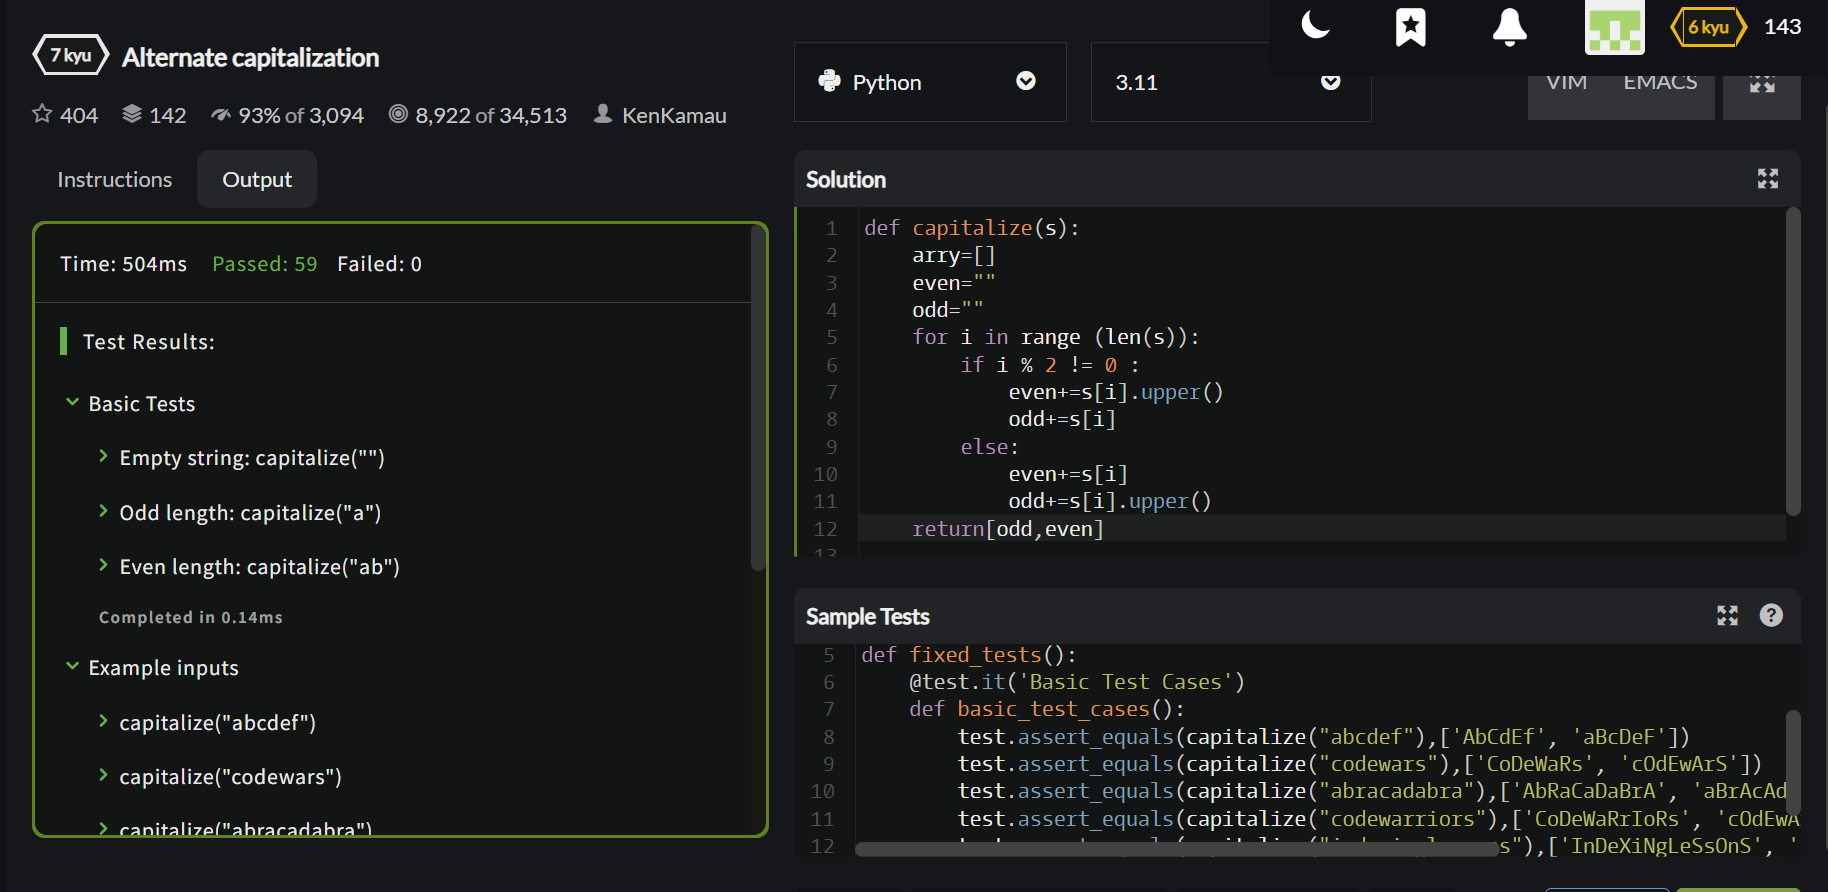 7 kyu Alternate capitalization
404 142 93% of 3,094 8,922 of 34,513 KenKamau
Instructions Output
Time: 504ms Passed: 59 Failed: 0
Test Results:
Basic Tests
Empty string: capitalize("")
Odd length: capitalize("a")
Even length: capitalize("ab")
Completed in 0.14ms
Example inputs
capitalize("abcdef")
capitalize("codewars")
capitalize("abracadabra")
6 kyu 143
Python 3.11 VIM EMACS
Solution
1 def capitalize(s):
2 arry=[]
3 even=""
4 odd=""
5 for i in range (len(s)):
6 if i % 2 != 0 :
7 even+=s[i].upper()
8 odd+=s[i]
9 else:
10 even+=s[i]
11 odd+=s[i].upper()
12 return[odd,even]
13
Sample Tests
5 def fixed_tests():
6 @test.it('Basic Test Cases')
7 def basic_test_cases():
8 test.assert_equals(capitalize("abcdef"),['AbCdEf', 'aBcDeF'])
9 test.assert_equals(capitalize("codewars"),['CoDeWaRs', 'cOdEwArS'])
10 test.assert_equals(capitalize("abracadabra"),['AbRaCaDaBrA', 'aBrAcAd
11 test.assert_equals(capitalize("codewarriors"),['CoDeWaRrIoRs', 'cOdEwA
12 s"),['InDeXiNgLeSsOnS', '